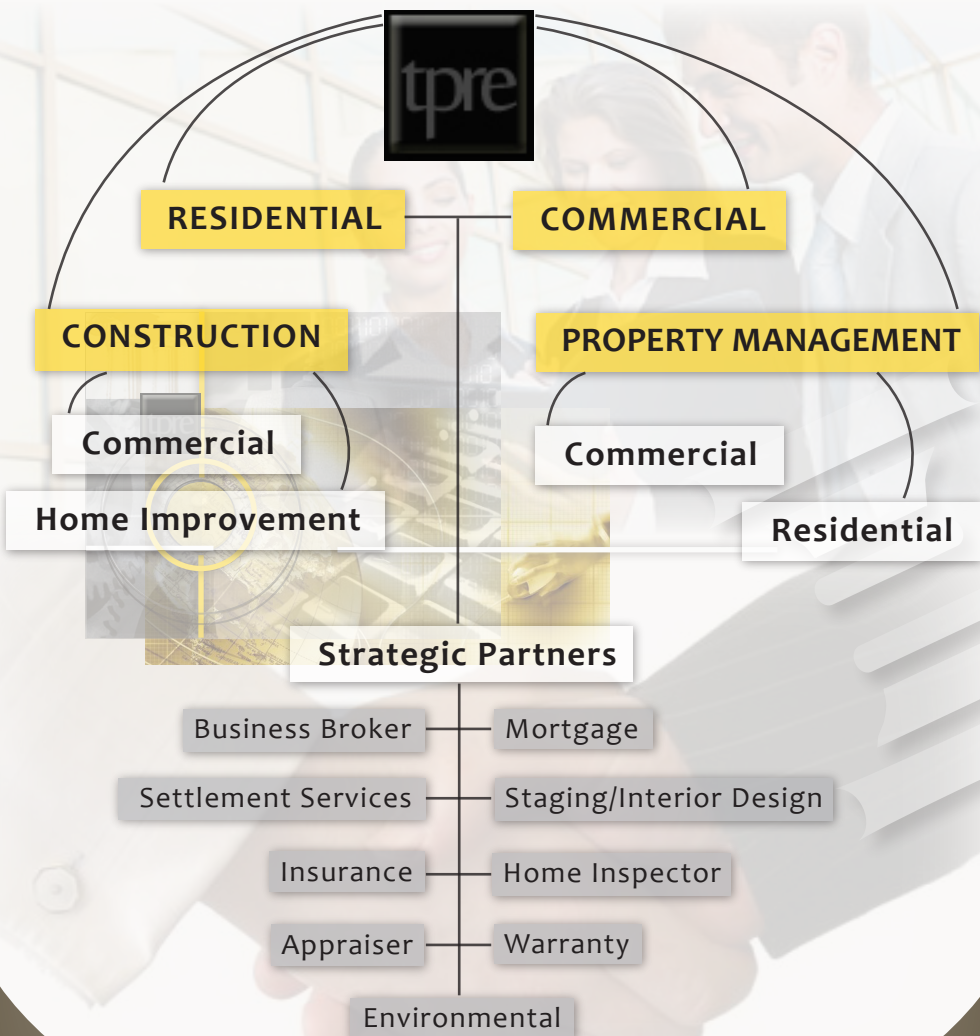 tpre
RESIDENTIAL
COMMERCIAL
CONSTRUCTION
PROPERTY MANAGEMENT
Commercial
Home Improvement
Commercial
Residential
Strategic Partners
Business Broker
Mortgage
Settlement Services
Staging/Interior Design
Insurance
Home Inspector
Appraiser
Warranty
Environmental